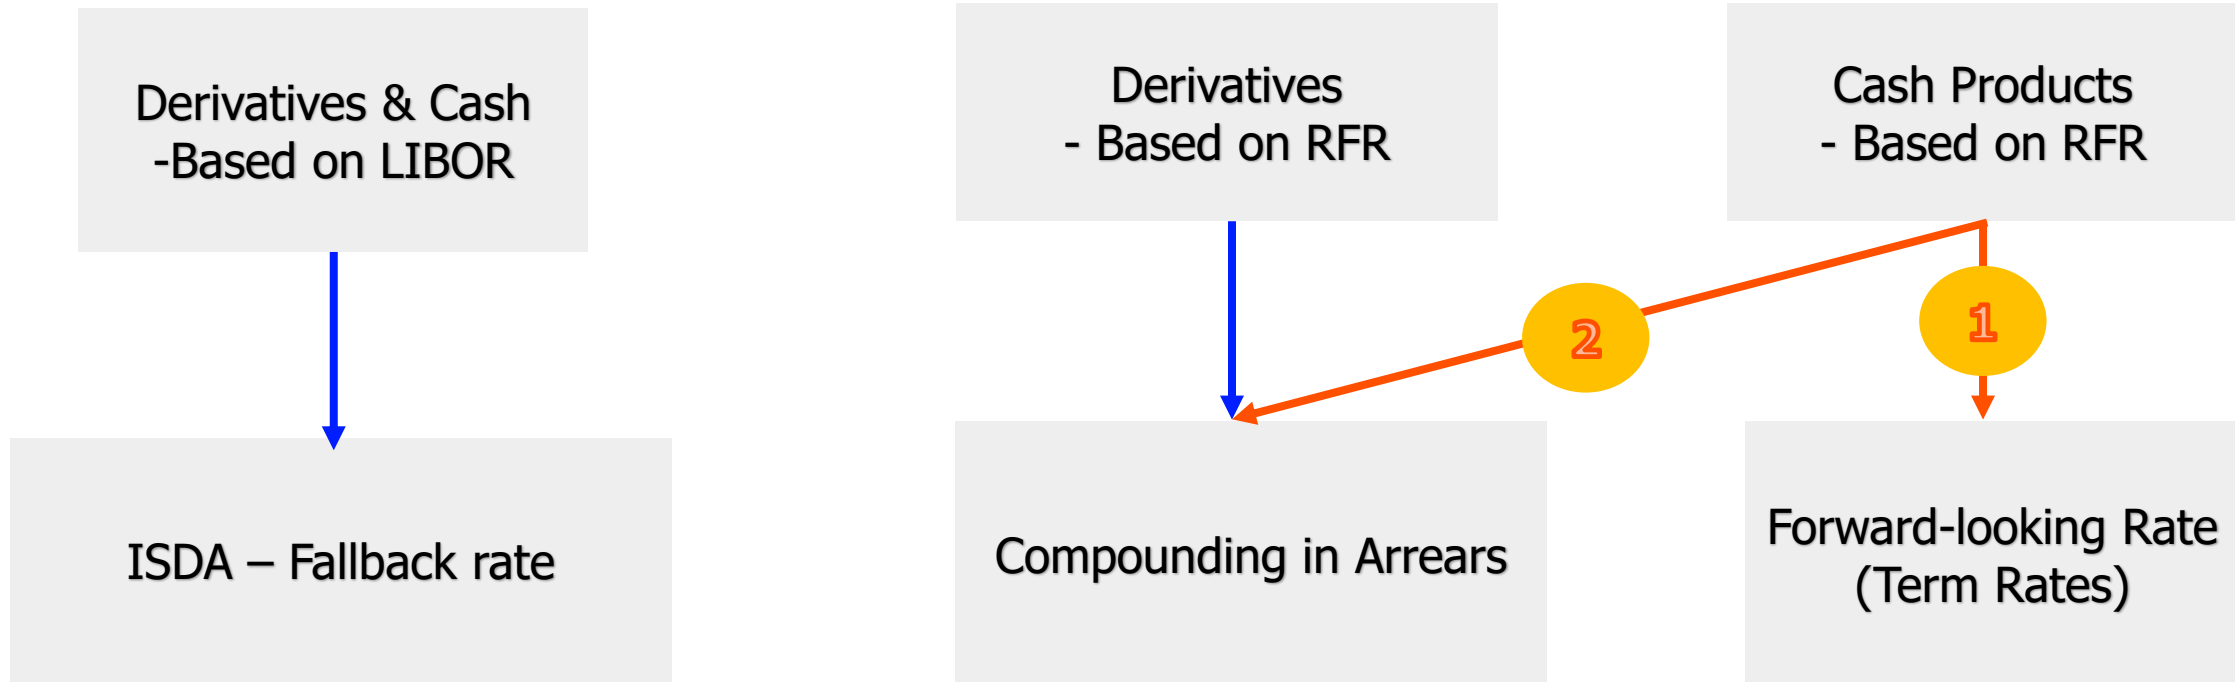 Derivatives & Cash
-Based on LIBOR
Derivatives
- Based on RFR
Cash Products
- Based on RFR
2
1
ISDA – Fallback rate
Compounding in Arrears
Forward-looking Rate
(Term Rates)